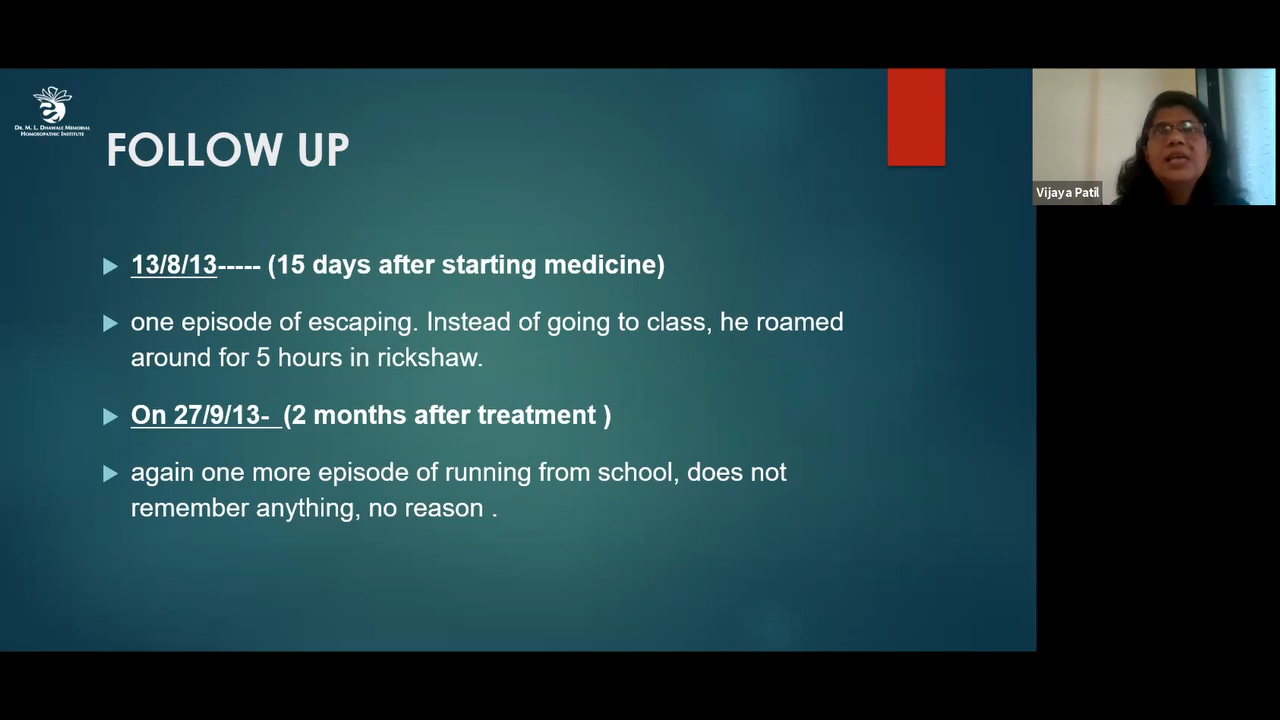 DR. M. L. DHAWALE MEMORIAL
HOMOEOPATHIC INSTITUTE
FOLLOW UP
13/8/13----- (15 days after starting medicine)
one episode of escaping. Instead of going to class, he roamed
around for 5 hours in rickshaw.
On 27/9/13- (2 months after treatment )
again one more episode of running from school, does not
remember anything, no reason .
Vijaya Patil